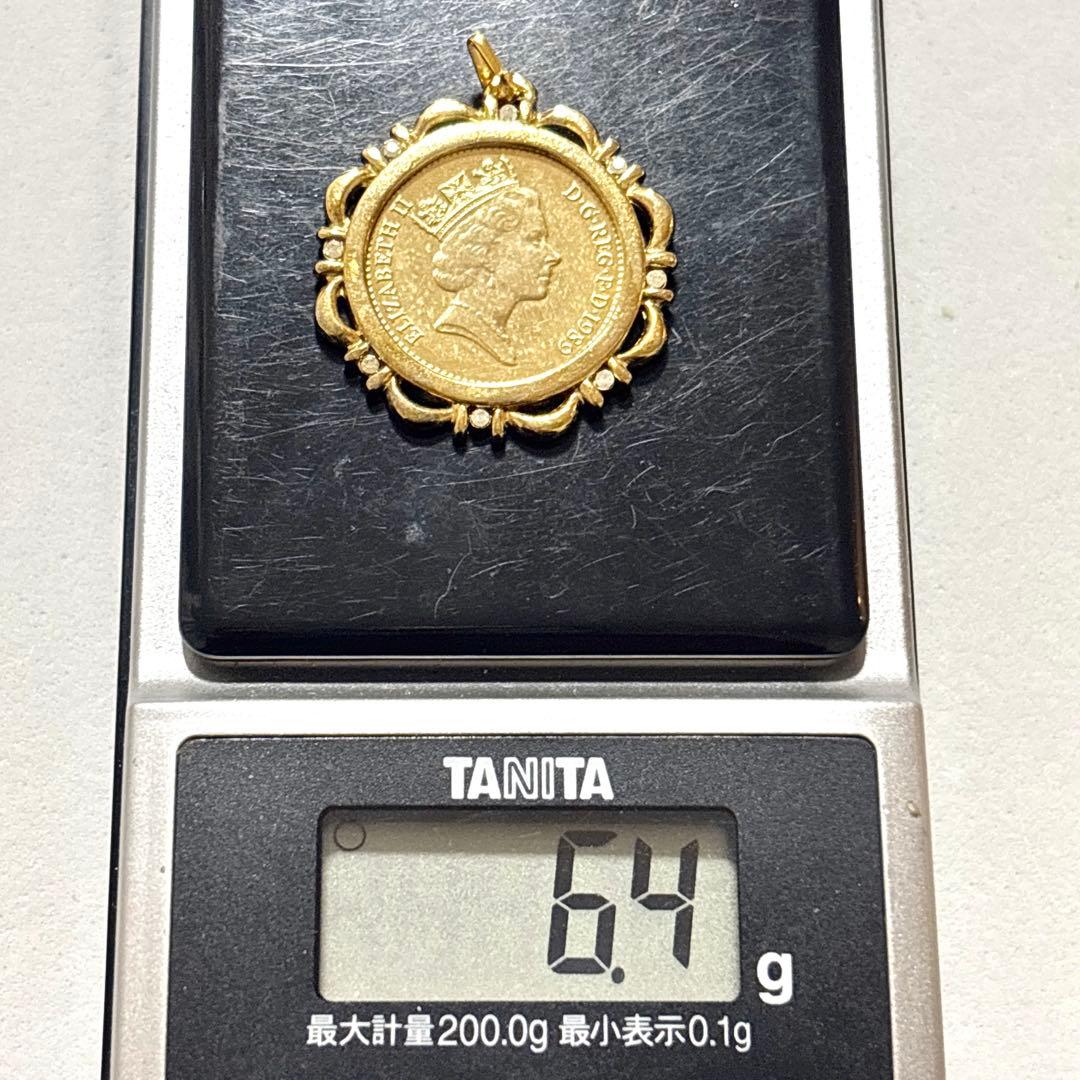 ELIZABETH II
D·G·REG·F·D·1989
TANITA
6.4
g
最大計量200.0g 最小表示0.1g